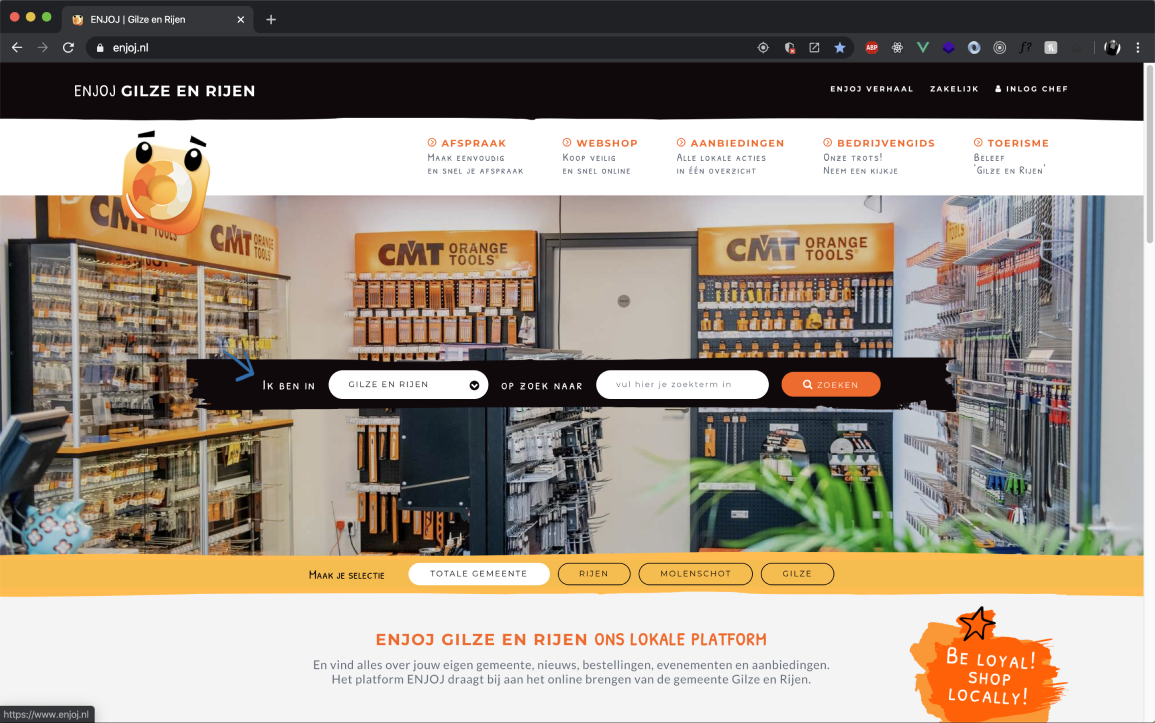 ENJOJ | Gilze en Rijen
enjoj.nl
ABP
f?
ENJOJ GILZE EN RIJEN
ENJOJ VERHAAL ZAKELIJK INLOG CHEF
AFSPRAAK
Maak eenvoudig
en snel je afspraak
WEBSHOP
Koop veilig
en snel online
AANBIEDINGEN
Alle lokale acties
in één overzicht
BEDRIJVENGIDS
Onze trots!
Neem een kijkje
TOERISME
Beleef
'Gilze en Rijen'
CMT TOOLS
CMT ORANGE TOOLS
CMT ORANGE TOOLS
CMT ORANGE TOOLS
TOOLS
Ik ben in GILZE EN RIJEN op zoek naar vul hier je zoekterm in ZOEKEN
Maak je selectie TOTALE GEMEENTE RIJEN MOLENSCHOT GILZE
ENJOJ GILZE EN RIJEN ONS LOKALE PLATFORM
En vind alles over jouw eigen gemeente, nieuws, bestellingen, evenementen en aanbiedingen.
Het platform ENJOJ draagt bij aan het online brengen van de gemeente Gilze en Rijen.
Be loyal!
shop
locally!
https://www.enjoj.nl